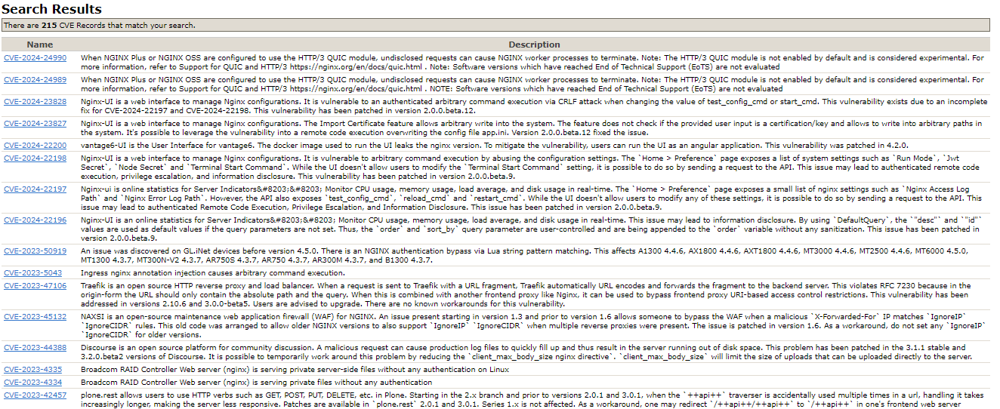 Search Results
There are 215 CVE Records that match your search.
Name Description
CVE-2024-24990 When NGINX Plus or NGINX OSS are configured to use the HTTP/3 QUIC module, undisclosed requests can cause NGINX worker processes to terminate. Note: The HTTP/3 QUIC module is not enabled by default and is considered experimental. For
more information, refer to Support for QUIC and HTTP/3 https://nginx.org/en/docs/quic.html . Note: Software versions which have reached End of Technical Support (EoTS) are not evaluated
CVE-2024-24989 When NGINX Plus or NGINX OSS are configured to use the HTTP/3 QUIC module, undisclosed requests can cause NGINX worker processes to terminate. Note: The HTTP/3 QUIC module is not enabled by default and is considered experimental. For
more information, refer to Support for QUIC and HTTP/3 https://nginx.org/en/docs/quic.html . NOTE: Software versions which have reached End of Technical Support (EoTS) are not evaluated
CVE-2024-23828 Nginx-UI is a web interface to manage Nginx configurations. It is vulnerable to an authenticated arbitrary command execution via CRLF attack when changing the value of test_config_cmd or start_cmd. This vulnerability exists due to an incomplete
fix for CVE-2024-22197 and CVE-2024-22198. This vulnerability has been patched in version 2.0.0.beta.12.
CVE-2024-23827 Nginx-UI is a web interface to manage Nginx configurations. The Import Certificate feature allows arbitrary write into the system. The feature does not check if the provided user input is a certification/key and allows to write into arbitrary paths in
the system. It's possible to leverage the vulnerability into a remote code execution overwriting the config file app.ini. Version 2.0.0.beta.12 fixed the issue.
CVE-2024-22200 vantage6-UI is the User Interface for vantage6. The docker image used to run the UI leaks the nginx version. To mitigate the vulnerability, users can run the UI as an angular application. This vulnerability was patched in 4.2.0.
CVE-2024-22198 Nginx-UI is a web interface to manage Nginx configurations. It is vulnerable to arbitrary command execution by abusing the configuration settings. The `Home > Preference` page exposes a list of system settings such as `Run Mode`, `Jwt
Secret`, `Node Secret` and `Terminal Start Command`. While the UI doesn't allow users to modify the `Terminal Start Command` setting, it is possible to do so by sending a request to the API. This issue may lead to authenticated remote code
execution, privilege escalation, and information disclosure. This vulnerability has been patched in version 2.0.0.beta.9.
CVE-2024-22197 Nginx-ui is online statistics for Server Indicators&#8203;&#8203; Monitor CPU usage, memory usage, load average, and disk usage in real-time. The `Home > Preference` page exposes a small list of nginx settings such as `Nginx Access Log
Path` and `Nginx Error Log Path`. However, the API also exposes `test_config_cmd`, `reload_cmd` and `restart_cmd`. While the UI doesn't allow users to modify any of these settings, it is possible to do so by sending a request to the API. This
issue may lead to authenticated Remote Code Execution, Privilege Escalation, and Information Disclosure. This issue has been patched in version 2.0.0.beta.9.
CVE-2024-22196 Nginx-UI is an online statistics for Server Indicators&#8203;&#8203; Monitor CPU usage, memory usage, load average, and disk usage in real-time. This issue may lead to information disclosure. By using `DefaultQuery`, the `"desc"` and `"id"`
values are used as default values if the query parameters are not set. Thus, the `order` and `sort_by` query parameter are user-controlled and are being appended to the `order` variable without any sanitization. This issue has been patched in
version 2.0.0.beta.9.
CVE-2023-50919 An issue was discovered on GL.iNet devices before version 4.5.0. There is an NGINX authentication bypass via Lua string pattern matching. This affects A1300 4.4.6, AX1800 4.4.6, AXT1800 4.4.6, MT3000 4.4.6, MT2500 4.4.6, MT6000 4.5.0,
MT1300 4.3.7, MT300N-V2 4.3.7, AR750S 4.3.7, AR750 4.3.7, AR300M 4.3.7, and B1300 4.3.7.
CVE-2023-5043 Ingress nginx annotation injection causes arbitrary command execution.
CVE-2023-47106 Traefik is an open source HTTP reverse proxy and load balancer. When a request is sent to Traefik with a URL fragment, Traefik automatically URL encodes and forwards the fragment to the backend server. This violates RFC 7230 because in the
origin-form the URL should only contain the absolute path and the query. When this is combined with another frontend proxy like Nginx, it can be used to bypass frontend proxy URI-based access control restrictions. This vulnerability has been
addressed in versions 2.10.6 and 3.0.0-beta5. Users are advised to upgrade. There are no known workarounds for this vulnerability.
CVE-2023-45132 NAXSI is an open-source maintenance web application firewall (WAF) for NGINX. An issue present starting in version 1.3 and prior to version 1.6 allows someone to bypass the WAF when a malicious `X-Forwarded-For` IP matches `IgnoreIP`
`IgnoreCIDR` rules. This old code was arranged to allow older NGINX versions to also support `IgnoreIP` `IgnoreCIDR` when multiple reverse proxies were present. The issue is patched in version 1.6. As a workaround, do not set any `IgnoreIP`
`IgnoreCIDR` for older versions.
CVE-2023-44388 Discourse is an open source platform for community discussion. A malicious request can cause production log files to quickly fill up and thus result in the server running out of disk space. This problem has been patched in the 3.1.1 stable and
3.2.0.beta2 versions of Discourse. It is possible to temporarily work around this problem by reducing the `client_max_body_size nginx directive`. `client_max_body_size` will limit the size of uploads that can be uploaded directly to the server.
CVE-2023-4335 Broadcom RAID Controller Web server (nginx) is serving private server-side files without any authentication on Linux
CVE-2023-4334 Broadcom RAID Controller Web server (nginx) is serving private files without any authentication
CVE-2023-42457 plone.rest allows users to use HTTP verbs such as GET, POST, PUT, DELETE, etc. in Plone. Starting in the 2.x branch and prior to versions 2.0.1 and 3.0.1, when the `++api++` traverser is accidentally used multiple times in a url, handling it takes
increasingly longer, making the server less responsive. Patches are available in `plone.rest` 2.0.1 and 3.0.1. Series 1.x is not affected. As a workaround, one may redirect `/++api++/++api++` to `/++api++` in one's frontend web server